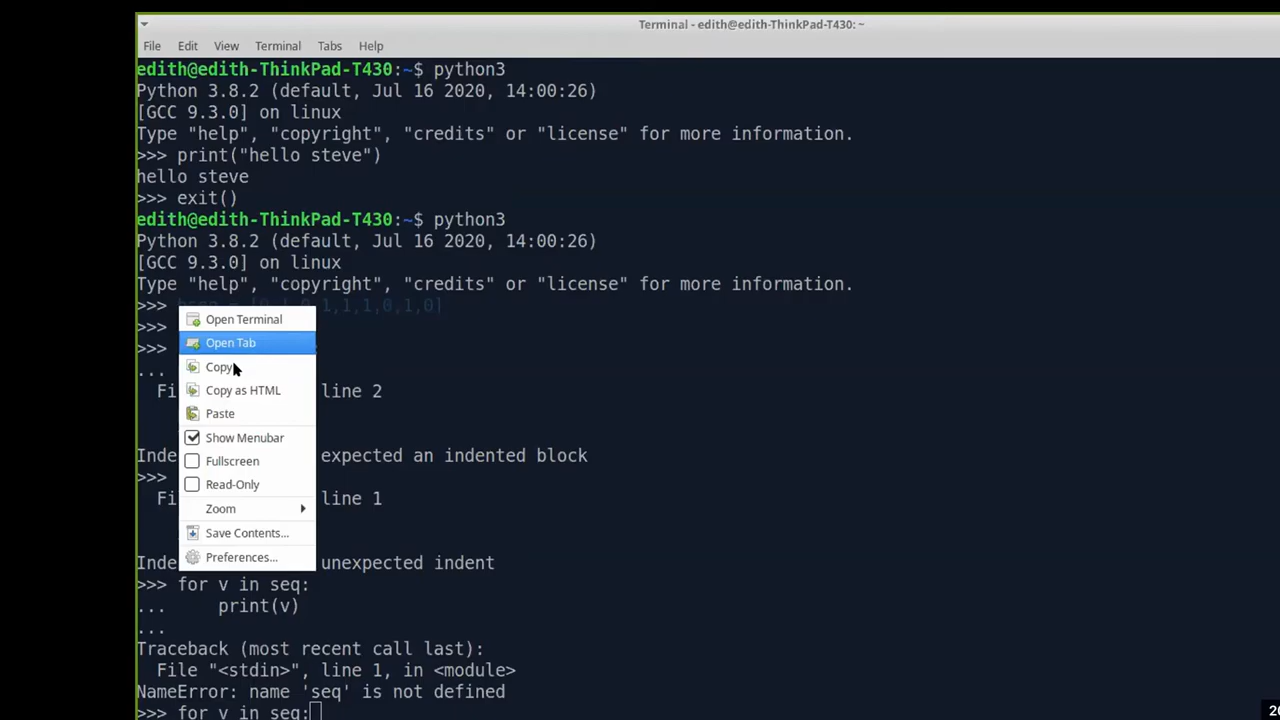 Terminal - edith@edith-ThinkPad-T430: ~
File Edit View Terminal Tabs Help
edith@edith-ThinkPad-T430:~$ python3
Python 3.8.2 (default, Jul 16 2020, 14:00:26)
[GCC 9.3.0] on linux
Type "help", "copyright", "credits" or "license" for more information.
>>> print("hello steve")
hello steve
>>> exit()
edith@edith-ThinkPad-T430:~$ python3
Python 3.8.2 (default, Jul 16 2020, 14:00:26)
[GCC 9.3.0] on linux
Type "help", "copyright", "credits" or "license" for more information.
>>> 1,1,1,0,1,0]
>>>
>>>
...
Fi line 2
Inde expected an indented block
>>>
Fi line 1
Inde unexpected indent
Open Terminal
Open Tab
Copy
Copy as HTML
Paste
Show Menubar
Fullscreen
Read-Only
Zoom
Save Contents...
Preferences...
>>> for v in seq:
... print(v)
...
Traceback (most recent call last):
File "<stdin>", line 1, in <module>
NameError: name 'seq' is not defined
>>> for v in seq: